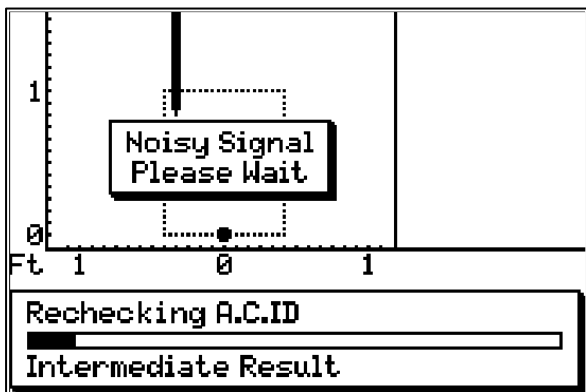 1
Noisy Signal
Please Wait
0
Ft 1 0 1
Rechecking A.C.ID
Intermediate Result